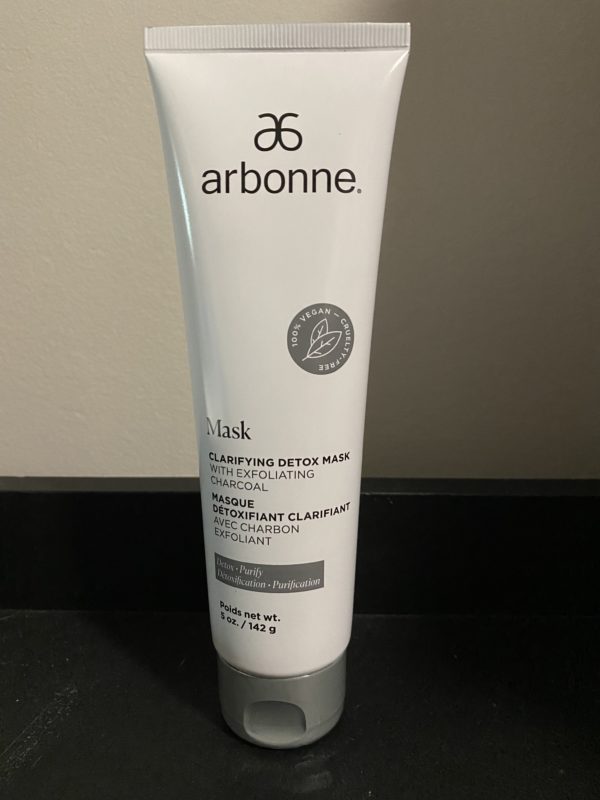 arbonne®
100% VEGAN — CRUELTY-FREE
Mask
CLARIFYING DETOX MASK
WITH EXFOLIATING
CHARCOAL
MASQUE
DÉTOXIFIANT CLARIFIANT
AVEC CHARBON
EXFOLIANT
Detox • Purify
Détoxification • Purification
Poids net wt.
5 oz. / 142 g